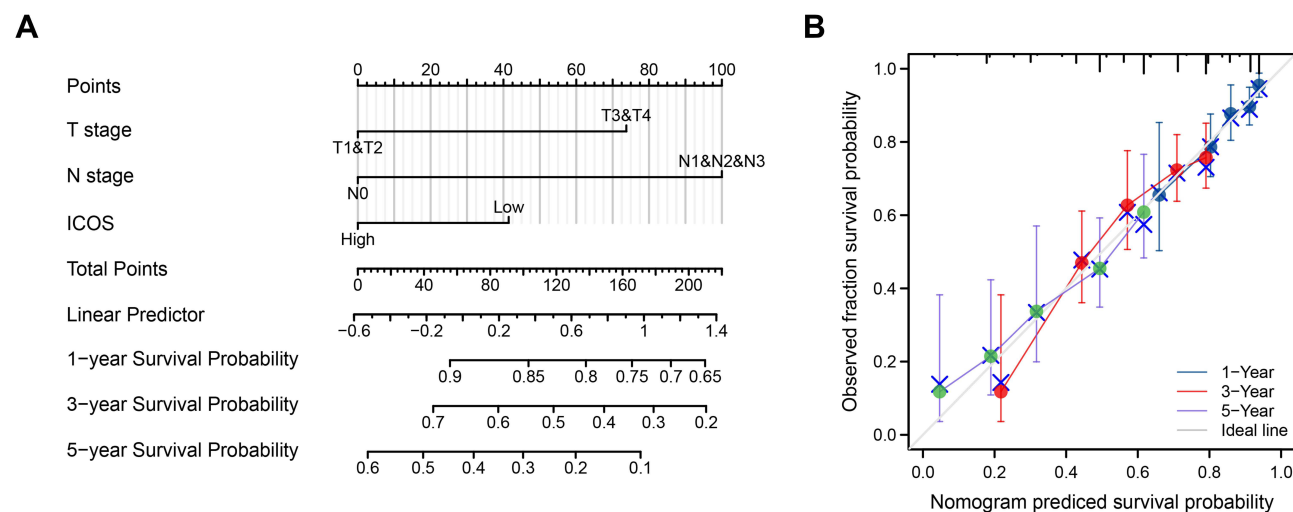 A
Points
0 20 40 60 80 100
T stage
T1&T2
T3&T4
N stage
N0
N1&N2&N3
ICOS
High
Low
Total Points
0 40 80 120 160 200
Linear Predictor
−0.6 −0.2 0.2 0.6 1 1.4
1−year Survival Probability
0.9 0.85 0.8 0.75 0.7 0.65
3−year Survival Probability
0.7 0.6 0.5 0.4 0.3 0.2
5−year Survival Probability
0.6 0.5 0.4 0.3 0.2 0.1
B
Observed fraction survival probability
1.0
0.8
0.6
0.4
0.2
0.0
1−Year
3−Year
5−Year
Ideal line
0.0 0.2 0.4 0.6 0.8 1.0
Nomogram prediced survival probability